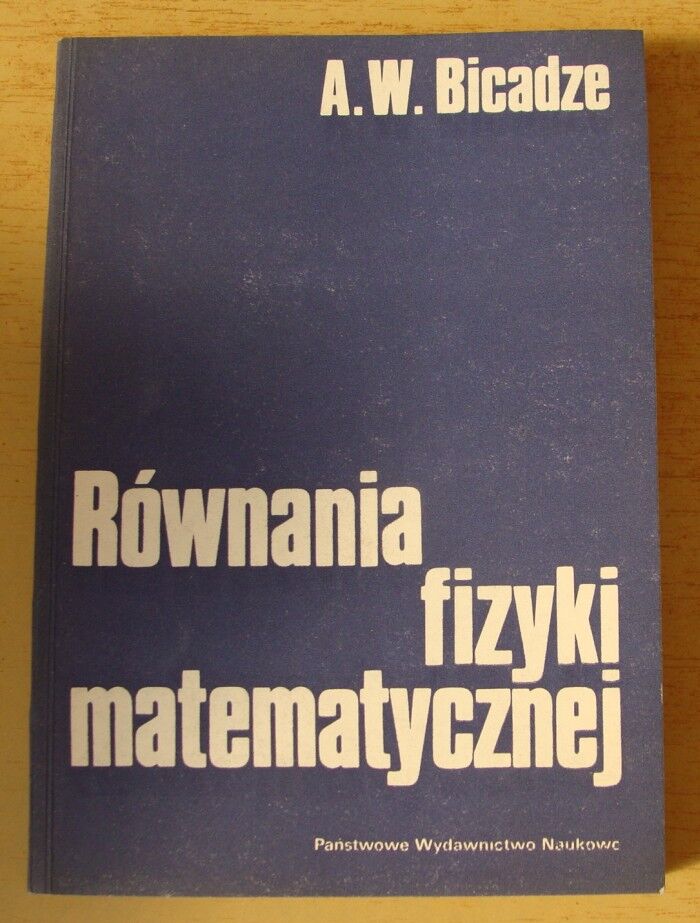 A.W. Bicadze
Równania
fizyki
matematycznej
Państwowe Wydawnictwo Naukowe